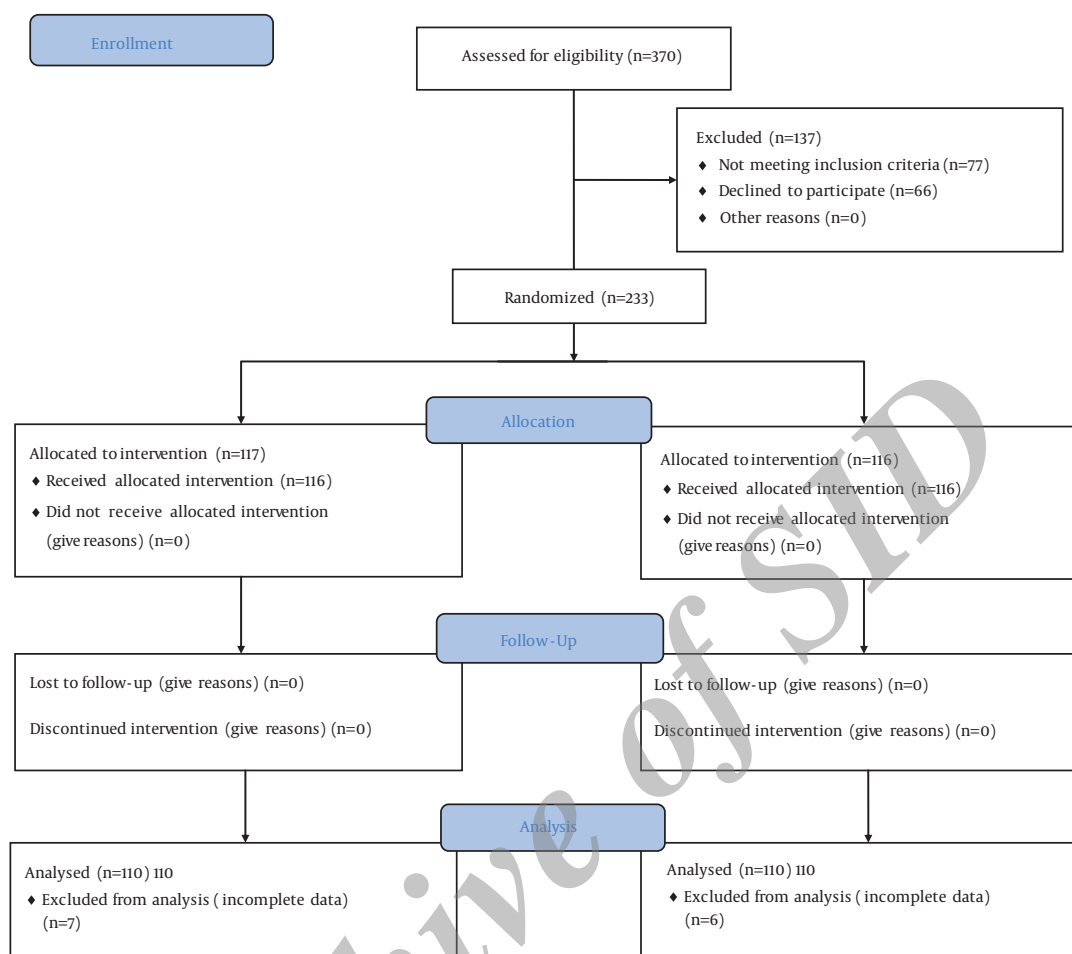 Enrollment
Assessed for eligibility (n=370)
Excluded (n=137)
♦ Not meeting inclusion criteria (n=77)
♦ Declined to participate (n=66)
♦ Other reasons (n=0)
Randomized (n=233)
Allocation
Allocated to intervention (n=117)
♦ Received allocated intervention (n=116)
♦ Did not receive allocated intervention
(give reasons) (n=0)
Allocated to intervention (n=116)
♦ Received allocated intervention (n=116)
♦ Did not receive allocated intervention
(give reasons) (n=0)
Follow-Up
Lost to follow-up (give reasons) (n=0)
Discontinued intervention (give reasons) (n=0)
Lost to follow-up (give reasons) (n=0)
Discontinued intervention (give reasons) (n=0)
Analysis
Analysed (n=110) 110
♦ Excluded from analysis ( incomplete data)
(n=7)
Analysed (n=110) 110
♦ Excluded from analysis ( incomplete data)
(n=6)
of SID